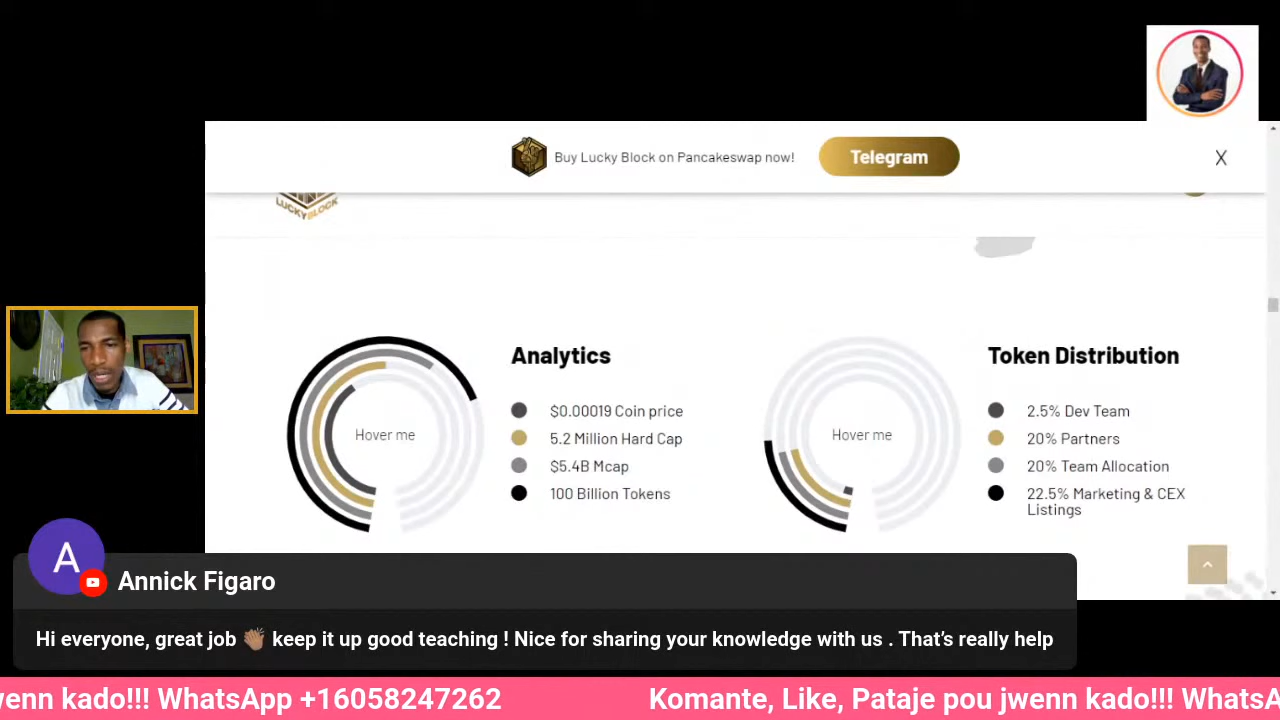 Buy Lucky Block on Pancakeswap now!
Telegram
X
LUCKYBLOCK
Hover me
Analytics
$0.00019 Coin price
5.2 Million Hard Cap
$5.4B Mcap
100 Billion Tokens
Hover me
Token Distribution
2.5% Dev Team
20% Partners
20% Team Allocation
22.5% Marketing & CEX
Listings
A
Annick Figaro
Hi everyone, great job 👏🏽 keep it up good teaching ! Nice for sharing your knowledge with us . That’s really help
wenn kado!!! WhatsApp +16058247262 Komante, Like, Pataje pou jwenn kado!!! WhatsA